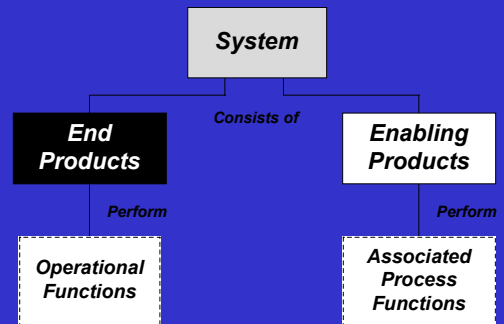 System
Consists of
End
Products
Enabling
Products
Perform
Perform
Operational
Functions
Associated
Process
Functions